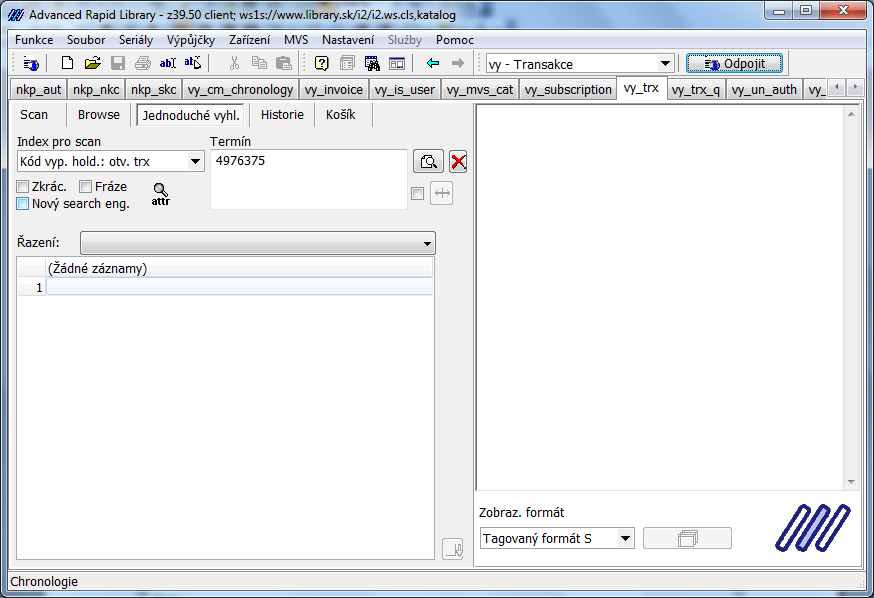 Advanced Rapid Library - z39.50 client; ws1s://www.library.sk/i2/i2.ws.cls,katalog
Funkce Soubor Seriály Výpůjčky Zařízení MVS Nastavení Služby Pomoc
vy - Transakce Odpojit
nkp_aut nkp_nkc nkp_skc vy_cm_chronology vy_invoice vy_is_user vy_mvs_cat vy_subscription vy_trx vy_trx_q vy_un_auth vy_
Scan Browse Jednoduché vyhl. Historie Košík
Index pro scan Termín
Kód vyp. hold.: otv. trx 4976375
Zkrác. Fráze
Nový search eng. attr
Řazení:
(Žádné záznamy)
1
Zobraz. formát
Tagovaný formát S
Chronologie